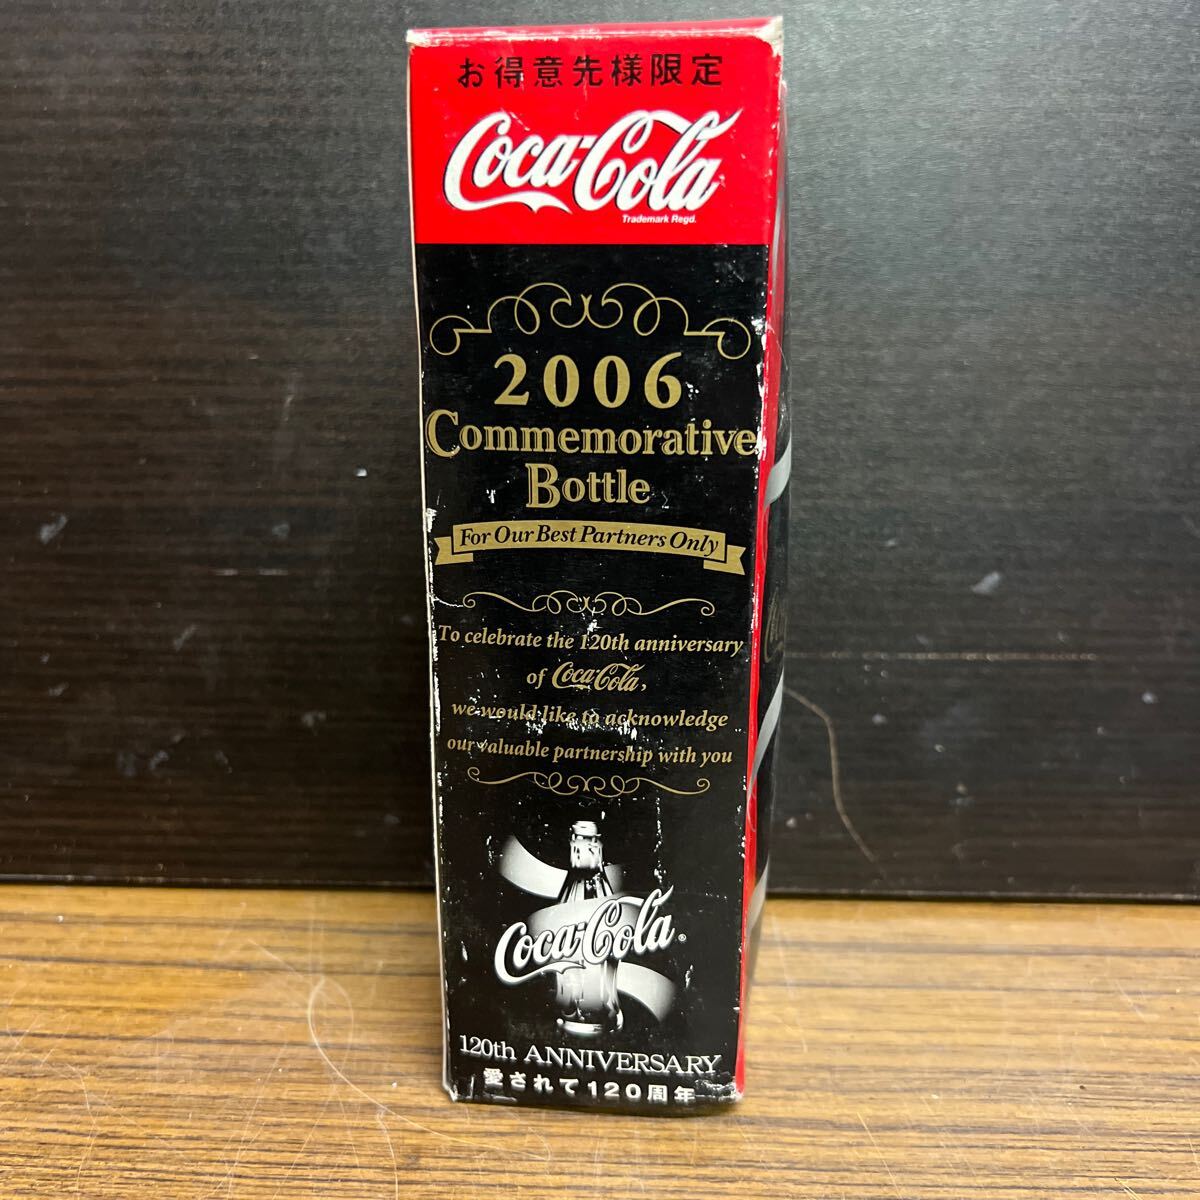 お得意先様限定
Coca-Cola
Trademark Regd.
2006
Commemorative
Bottle
For Our Best Partners Only
To celebrate the 120th anniversary
of Coca-Cola,
we would like to acknowledge
our valuable partnership with you
Coca-Cola®
120th ANNIVERSARY
愛されて120周年